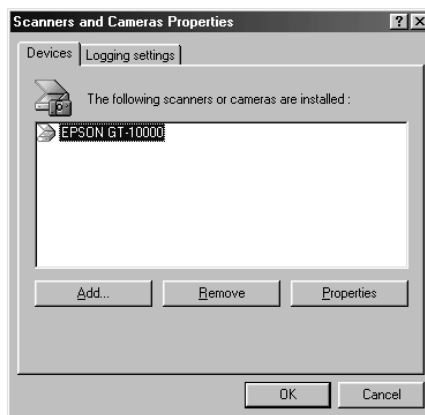 Scanners and Cameras Properties
Devices
Logging settings
The following scanners or cameras are installed :
EPSON GT-10000
Add...
Remove
Properties
OK
Cancel